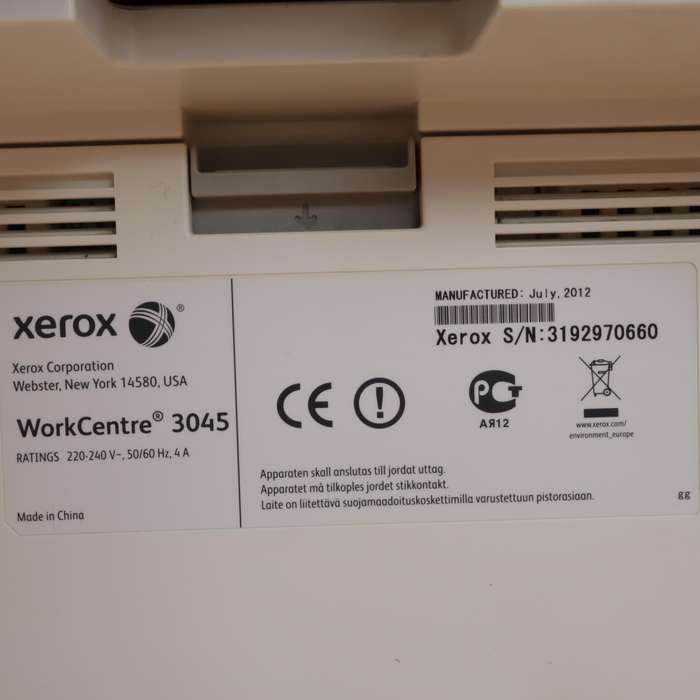 xerox ®
Xerox Corporation
Webster, New York 14580, USA
WorkCentre® 3045
RATINGS 220-240 V~, 50/60 Hz, 4 A
Made in China
MANUFACTURED: July, 2012
Xerox S/N:3192970660
CE
PCT
АЯ12
www.xerox.com/
environment_europe
Apparaten skall anslutas till jordat uttag.
Apparatet må tilkoples jordet stikkontakt.
Laite on liitettävä suojamaadoituskoskettimilla varustettuun pistorasiaan.
gg